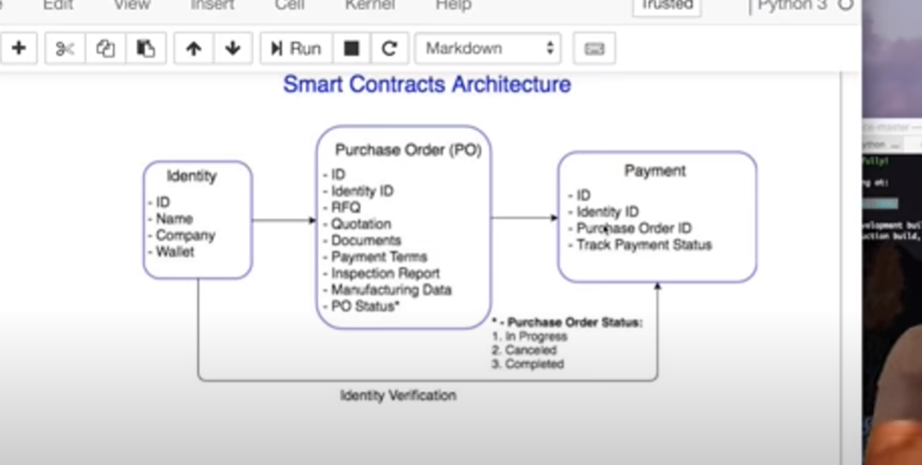 Edit View Insert Cell Kernel Help Trusted Python 3
Run Markdown
Smart Contracts Architecture
Identity
- ID
- Name
- Company
- Wallet
Purchase Order (PO)
- ID
- Identity ID
- RFQ
- Quotation
- Documents
- Payment Terms
- Inspection Report
- Manufacturing Data
- PO Status*
Payment
- ID
- Identity ID
- Purchase Order ID
- Track Payment Status
* - Purchase Order Status:
1. In Progress
2. Canceled
3. Completed
Identity Verification